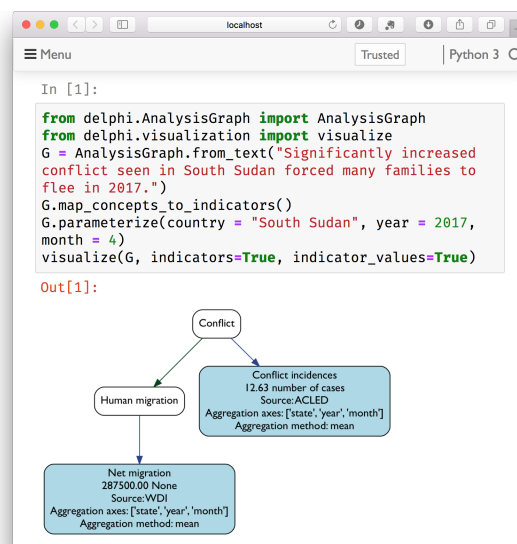 localhost
Menu
Trusted
Python 3
In [1]:
from delphi.AnalysisGraph import AnalysisGraph
from delphi.visualization import visualize
G = AnalysisGraph.from_text("Significantly increased
conflict seen in South Sudan forced many families to
flee in 2017.")
G.map_concepts_to_indicators()
G.parameterize(country = "South Sudan", year = 2017,
month = 4)
visualize(G, indicators=True, indicator_values=True)
Out[1]:
Conflict
Conflict incidences
12.63 number of cases
Source: ACLED
Aggregation axes: ['state', 'year', 'month']
Aggregation method: mean
Human migration
Net migration
287500.00 None
Source: WDI
Aggregation axes: ['state', 'year', 'month']
Aggregation method: mean